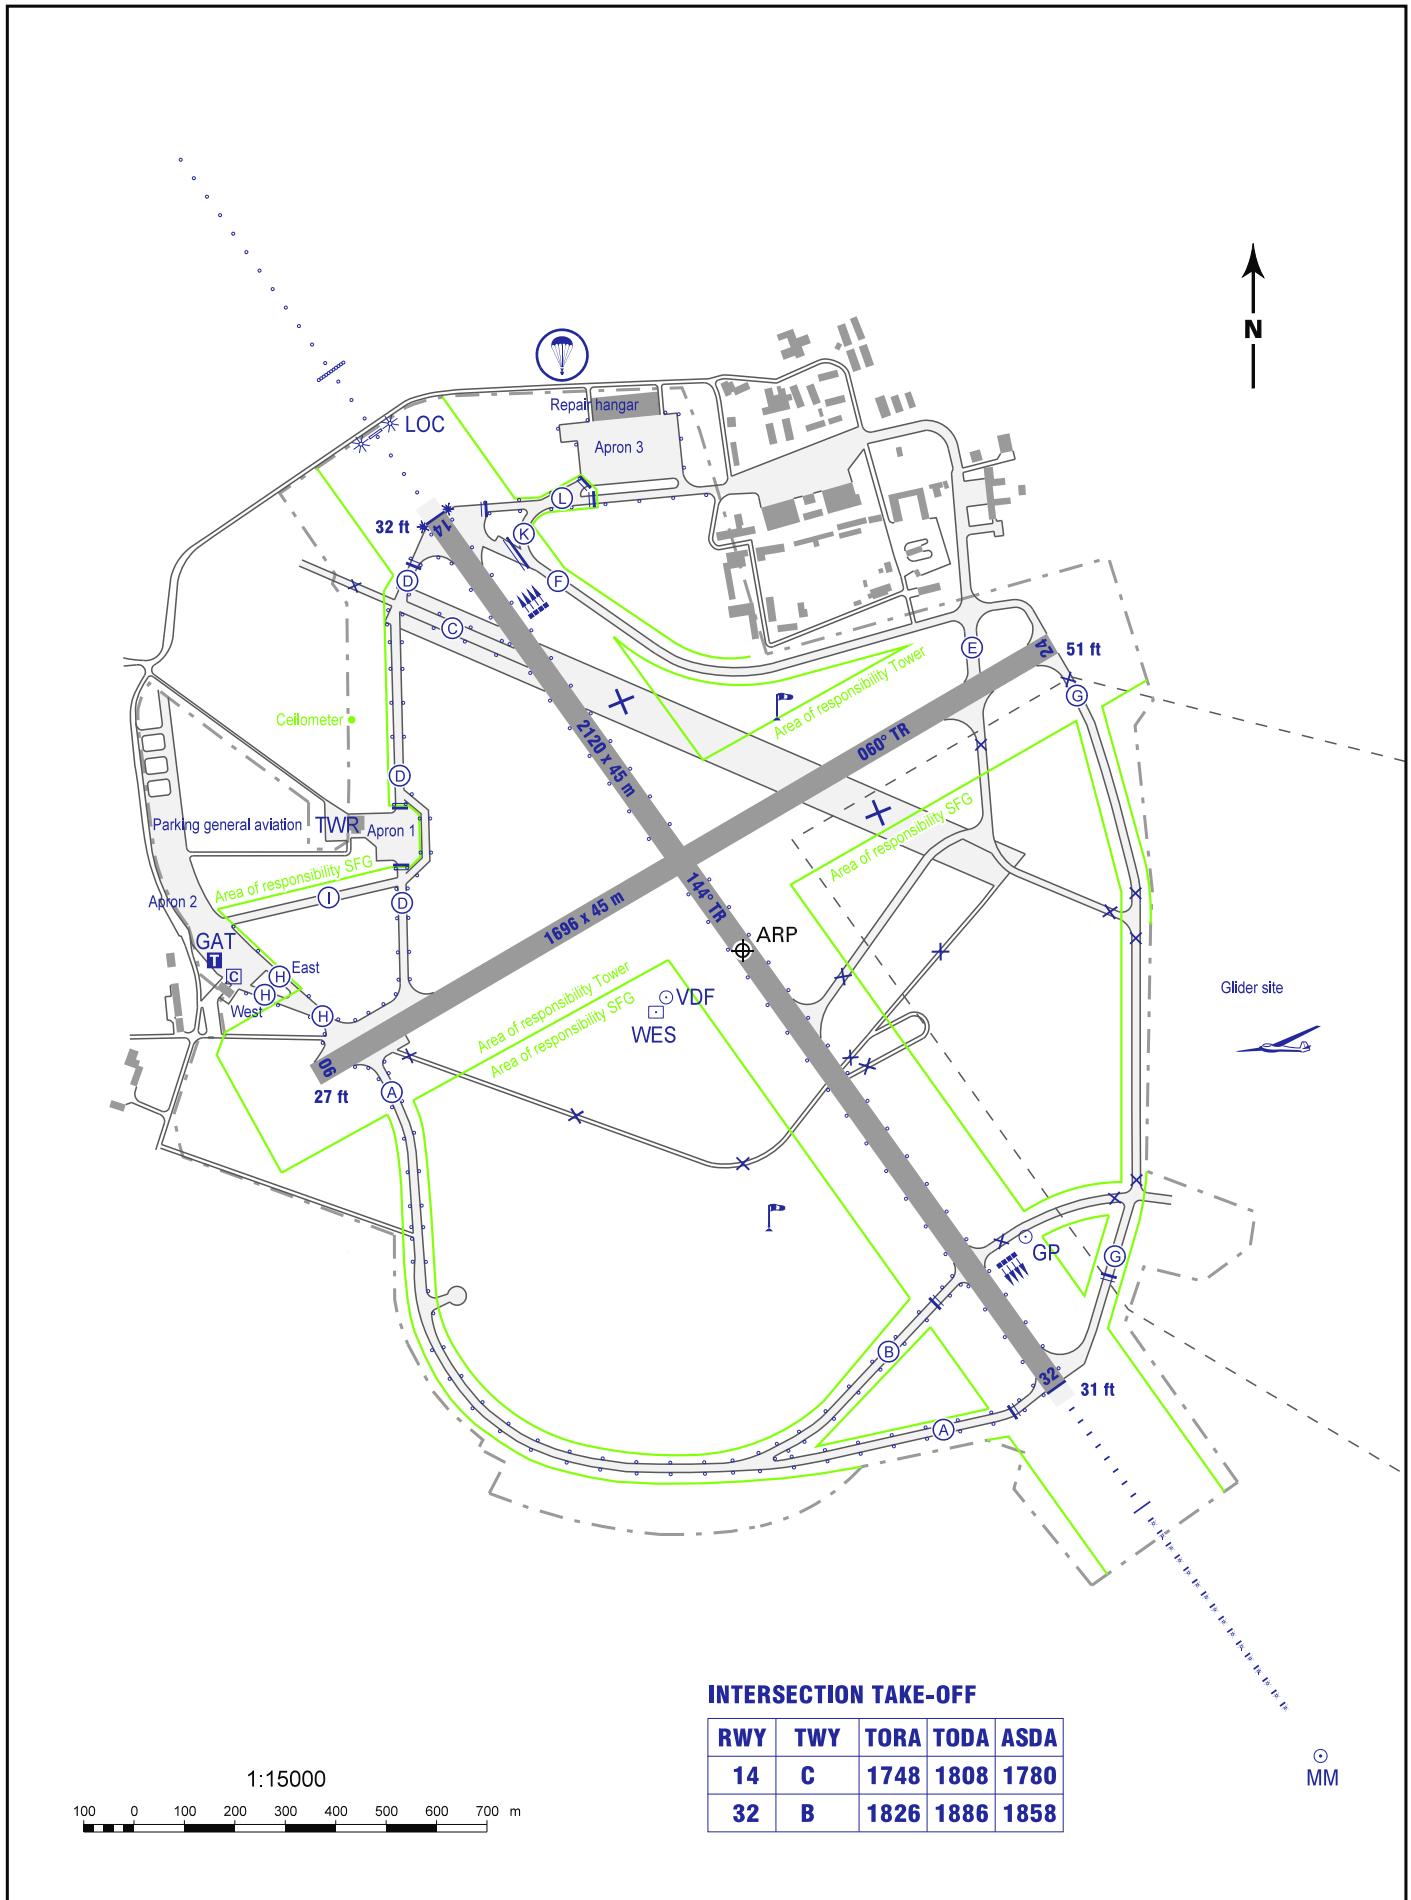 N
LOC
Repair hangar
Apron 3
L
32 ft
14
K
D
F
C
E
24
51 ft
G
Area of responsibility Tower
Ceilometer
2120 x 45 m
060° TR
D
Parking general aviation
TWR
Apron 1
Area of responsibility SFG
Area of responsibility SFG
I
D
Apron 2
144° TR
1696 x 45 m
ARP
GAT
T
C
H
East
H
West
H
Area of responsibility Tower
Area of responsibility SFG
VDF
WES
Glider site
06
27 ft
A
GP
G
B
32
31 ft
A
INTERSECTION TAKE-OFF
RWY TWY TORA TODA ASDA
14 C 1748 1808 1780
32 B 1826 1886 1858
MM
1:15000
100 0 100 200 300 400 500 600 700 m